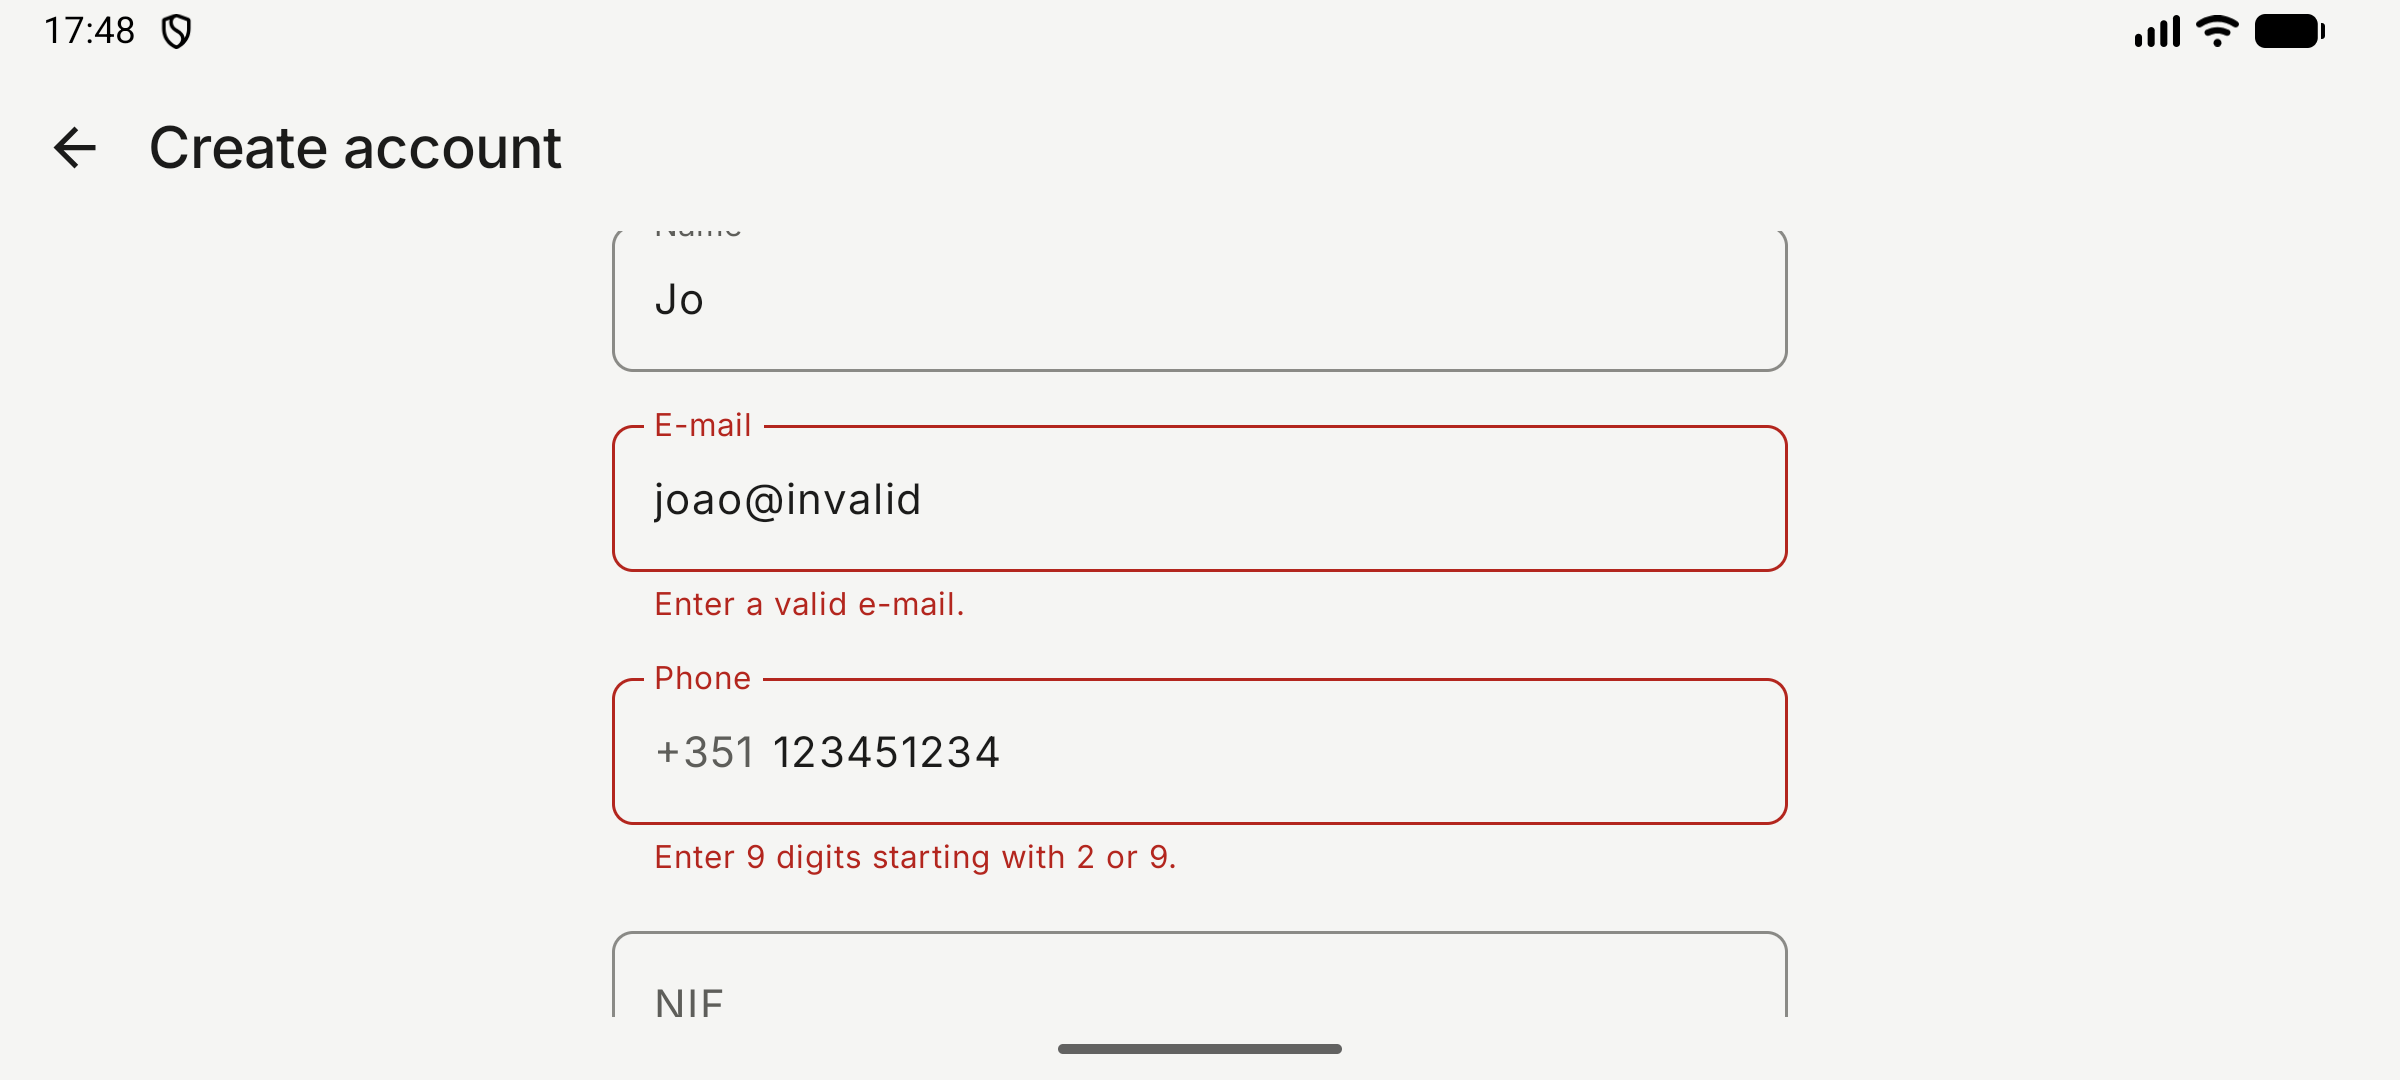 17:48
Create account
Name
Jo
E-mail
joao@invalid
Enter a valid e-mail.
Phone
+351 123451234
Enter 9 digits starting with 2 or 9.
NIF